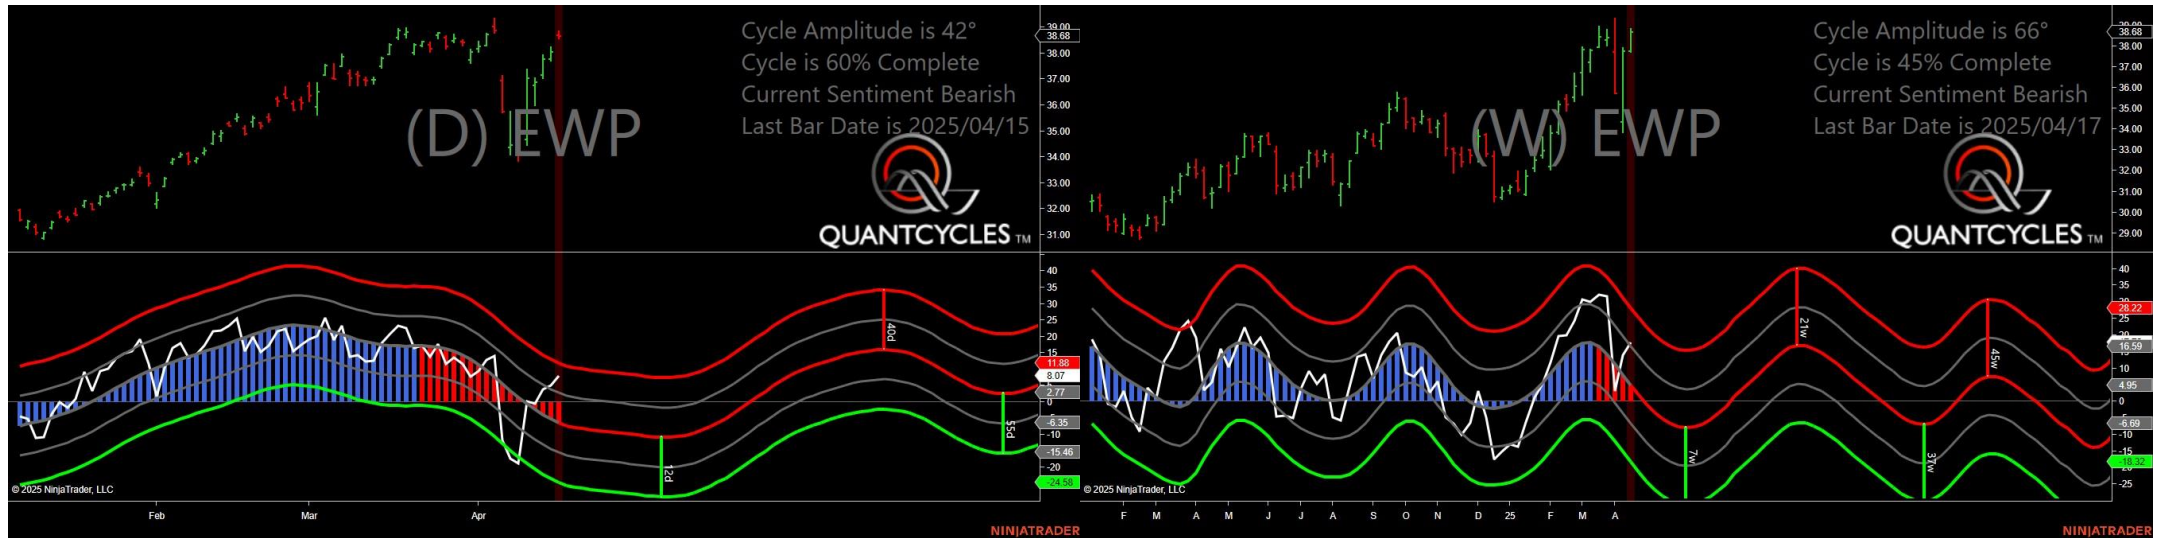 Cycle Amplitude is 42°
Cycle is 60% Complete
Current Sentiment Bearish
Last Bar Date is 2025/04/15
(D) EWP
QUANTCYCLES TM
39.00
38.68
38.00
37.00
36.00
35.00
34.00
33.00
32.00
31.00
40
35
30
25
20
15
11.88
8.07
2.77
0
-6.35
-10
-15.46
-20
-24.58
12d
40d
55d
© 2025 NinjaTrader, LLC
Feb Mar Apr
NINJATRADER
Cycle Amplitude is 66°
Cycle is 45% Complete
Current Sentiment Bearish
Last Bar Date is 2025/04/17
(W) EWP
QUANTCYCLES TM
38.68
38.00
37.00
36.00
35.00
34.00
33.00
32.00
31.00
30.00
29.00
40
35
28.22
25
16.59
10
4.95
0
-6.69
-10
-15
-18.32
-25
7w
21w
37w
45w
© 2025 NinjaTrader, LLC
F M A M J J A S O N D 25 F M A
NINJATRADER